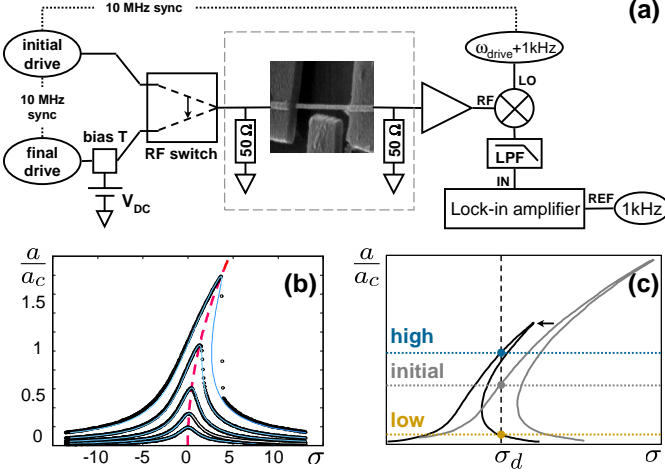 10 MHz sync
(a)
initial
drive
10 MHz
sync
final
drive
bias T
V_DC
RF switch
50 Ω
50 Ω
ω_drive+1kHz
LO
RF
LPF
IN
Lock-in amplifier
REF
1kHz
a
a_c
(b)
1.5
1
0.5
0
-10
-5
0
5
10
σ
a
a_c
(c)
high
initial
low
σ_d
σ